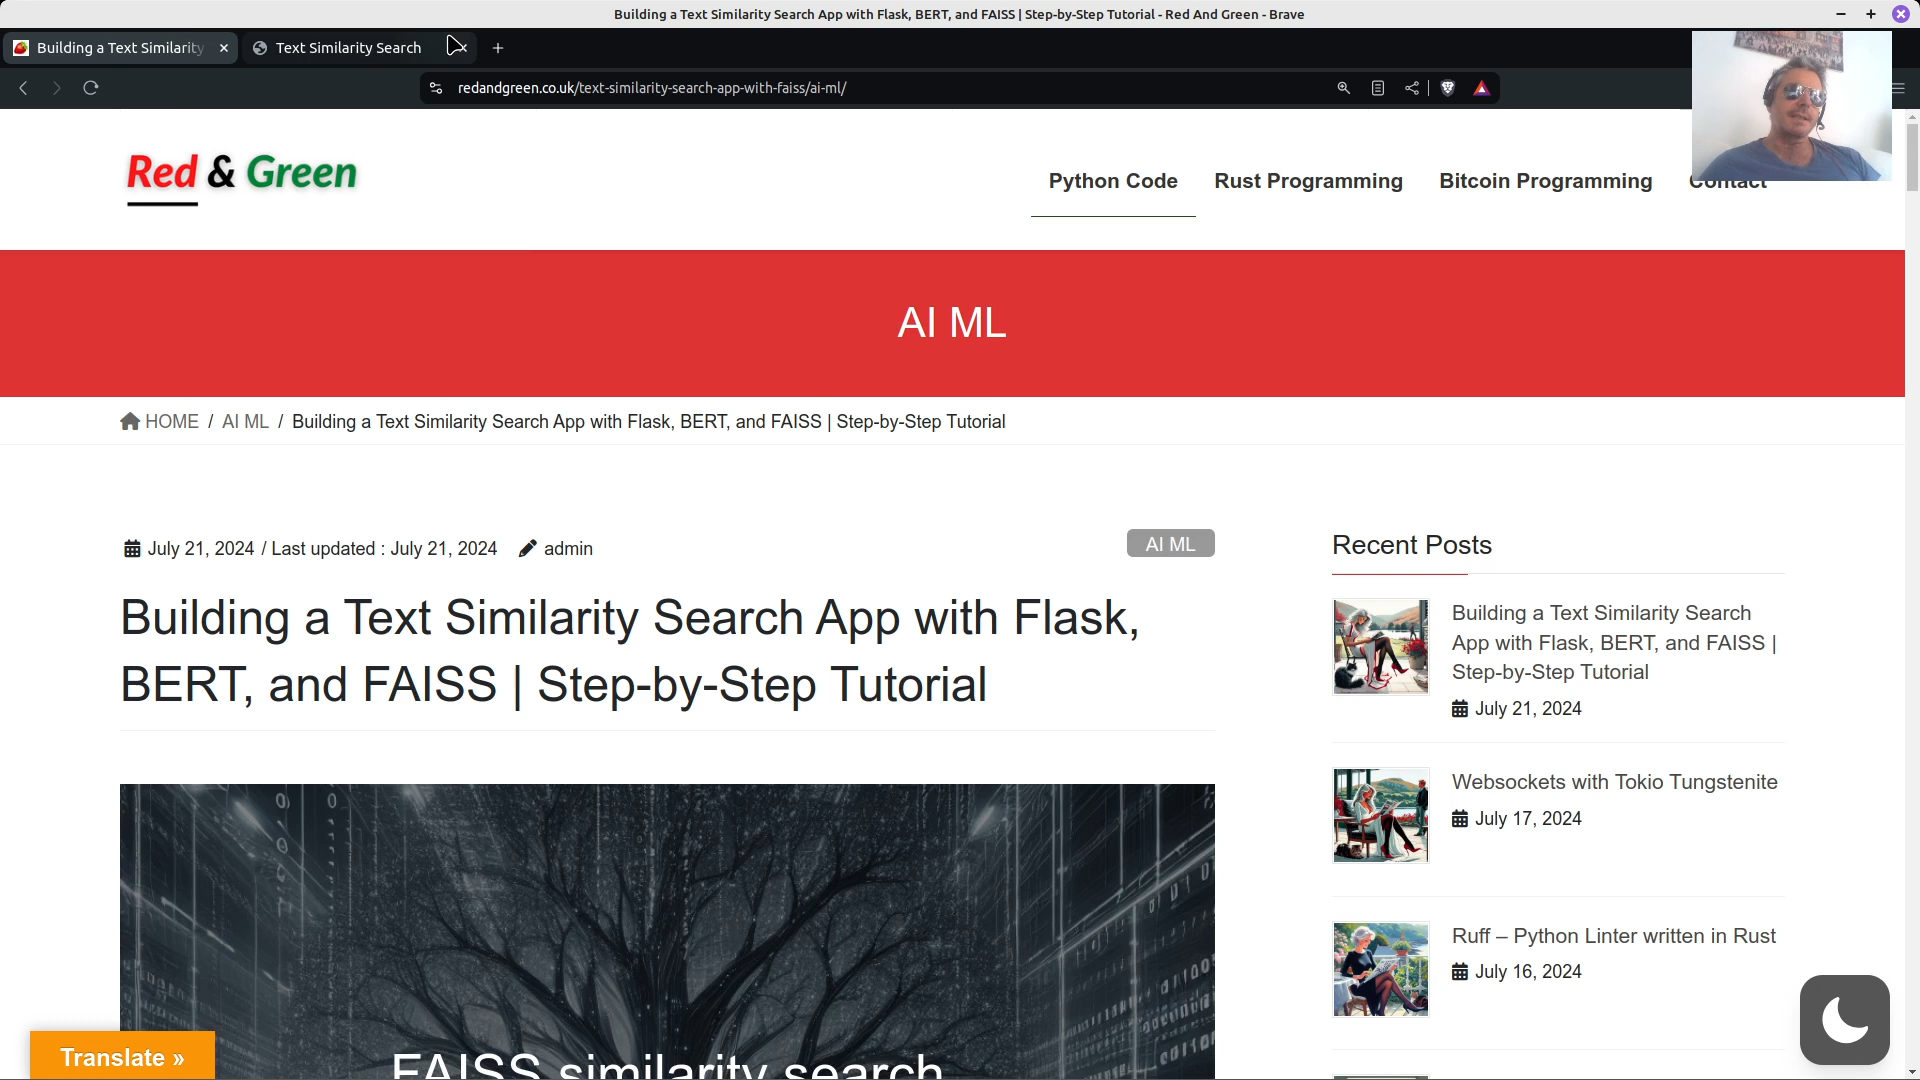 Building a Text Similarity Search App with Flask, BERT, and FAISS | Step-by-Step Tutorial - Red And Green - Brave
Building a Text Similarity
Text Similarity Search
redandgreen.co.uk/text-similarity-search-app-with-faiss/ai-ml/
Red & Green
Python Code
Rust Programming
Bitcoin Programming
Contact
AI ML
HOME / AI ML / Building a Text Similarity Search App with Flask, BERT, and FAISS | Step-by-Step Tutorial
July 21, 2024 / Last updated : July 21, 2024 admin
AI ML
Building a Text Similarity Search App with Flask,
BERT, and FAISS | Step-by-Step Tutorial
FAISS similarity search
Recent Posts
Building a Text Similarity Search
App with Flask, BERT, and FAISS |
Step-by-Step Tutorial
July 21, 2024
Websockets with Tokio Tungstenite
July 17, 2024
Ruff – Python Linter written in Rust
July 16, 2024
Translate »